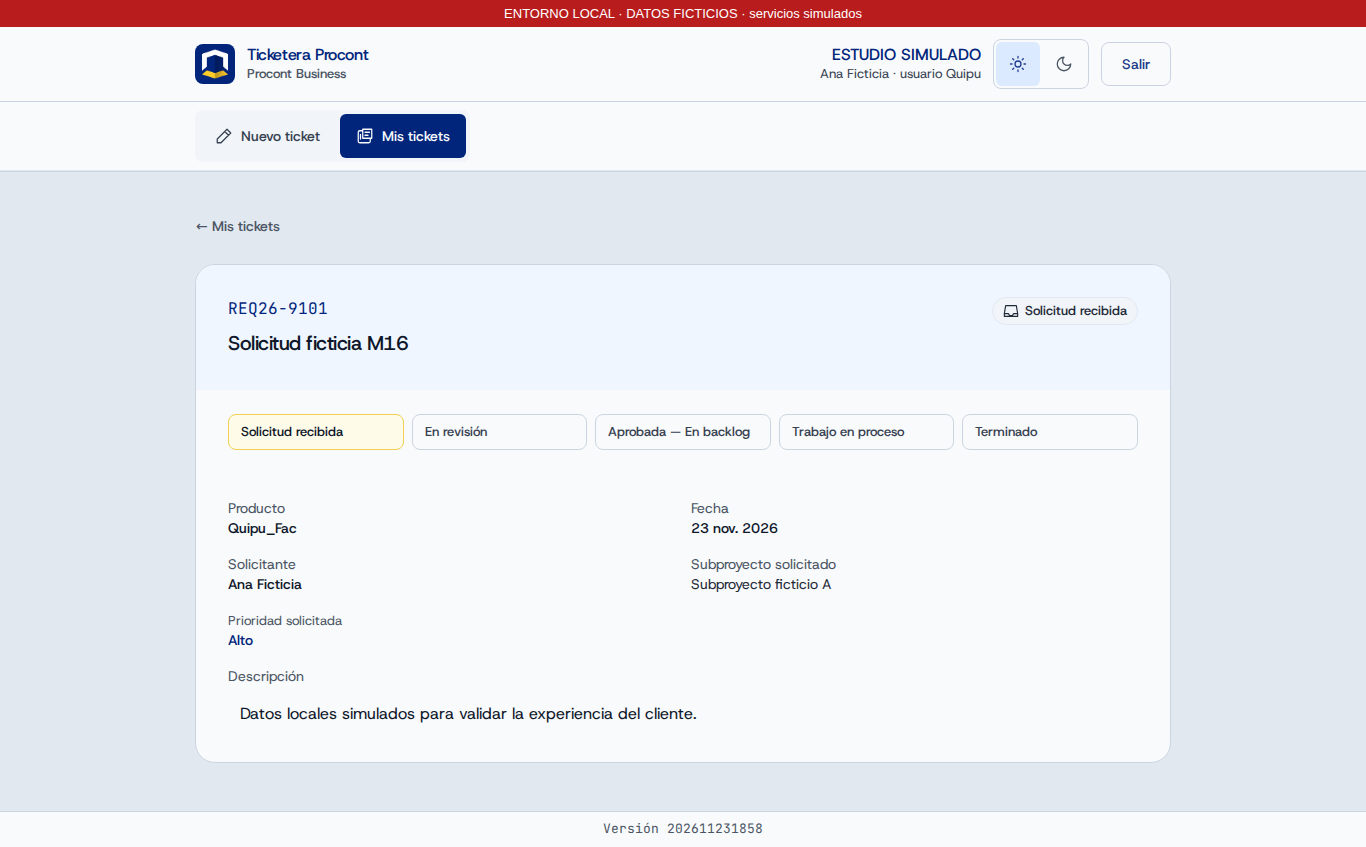 ENTORNO LOCAL · DATOS FICTICIOS · servicios simulados
Ticketera Procont
Procont Business
ESTUDIO SIMULADO
Ana Ficticia · usuario Quipu
Salir
Nuevo ticket
Mis tickets
← Mis tickets
REQ26-9101
Solicitud recibida
Solicitud ficticia M16
Solicitud recibida
En revisión
Aprobada — En backlog
Trabajo en proceso
Terminado
Producto
Quipu_Fac
Fecha
23 nov. 2026
Solicitante
Ana Ficticia
Subproyecto solicitado
Subproyecto ficticio A
Prioridad solicitada
Alto
Descripción
Datos locales simulados para validar la experiencia del cliente.
Versión 202611231858